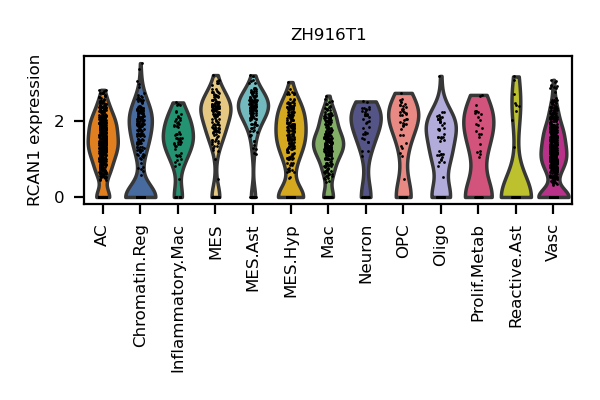 ZH916T1
RCAN1 expression
2
0
AC
Chromatin.Reg
Inflammatory.Mac
MES
MES.Ast
MES.Hyp
Mac
Neuron
OPC
Oligo
Prolif.Metab
Reactive.Ast
Vasc